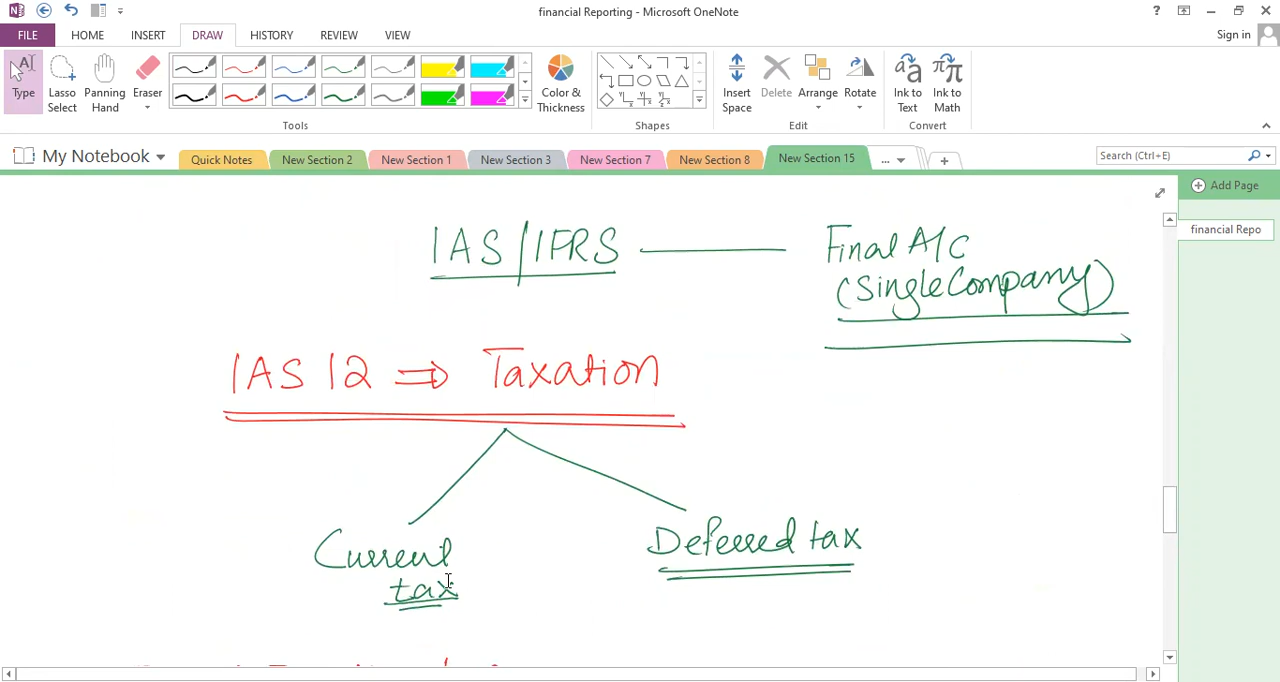 financial Reporting - Microsoft OneNote
Sign in
FILE HOME INSERT DRAW HISTORY REVIEW VIEW
Type
Lasso Select
Panning Hand
Eraser
Color & Thickness
Insert Space
Delete
Arrange
Rotate
Ink to Text
Ink to Math
Tools
Shapes
Edit
Convert
My Notebook
Quick Notes
New Section 2
New Section 1
New Section 3
New Section 7
New Section 8
New Section 15
...
Search (Ctrl+E)
Add Page
financial Repo
IAS/IFRS
Final A/C
(Single Company)
IAS 12 ⇒ Taxation
Current
tax
Deferred tax